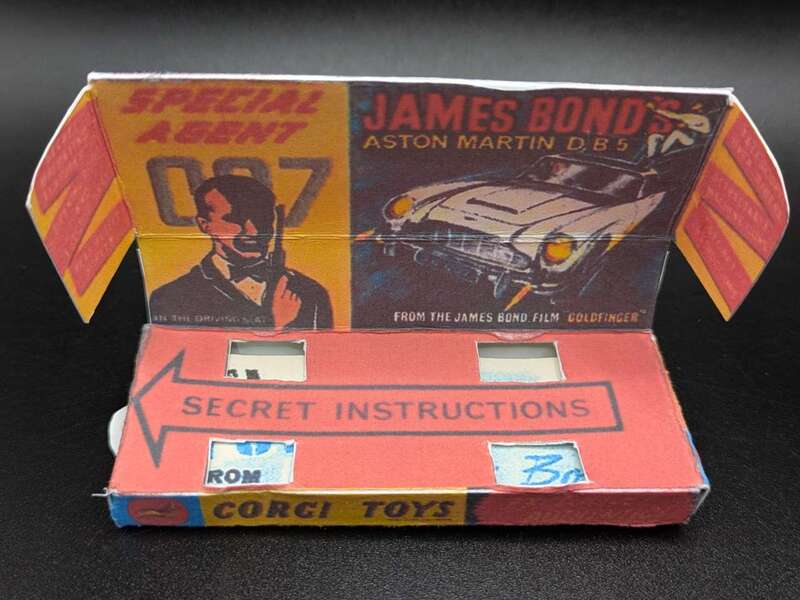 SPECIAL
AGENT
007
IN THE DRIVING SEAT
JAMES BOND'S
ASTON MARTIN D.B 5
FROM THE JAMES BOND FILM "GOLDFINGER"
SECRET INSTRUCTIONS
ROM
Bo
CORGI TOYS